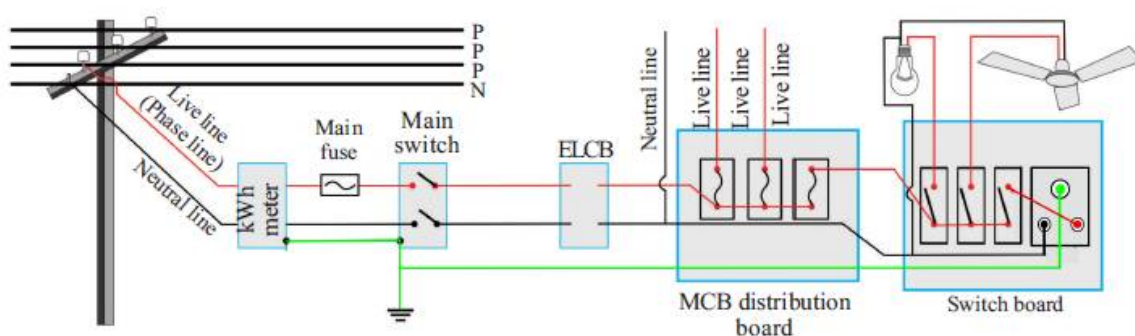 P
P
P
N
Live line
(Phase line)
Neutral line
kWh
meter
Main
fuse
Main
switch
ELCB
Neutral line
Live line
Live line
Live line
MCB distribution
board
Switch board